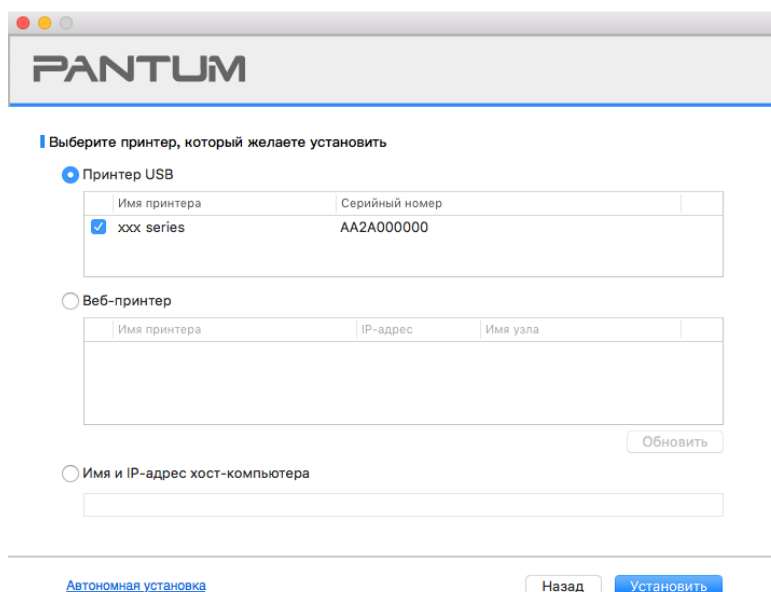 PANTUM
Выберите принтер, который желаете установить
Принтер USB
Имя принтера Серийный номер
xxx series AA2A000000
Веб-принтер
Имя принтера IP-адрес Имя узла
Обновить
Имя и IP-адрес хост-компьютера
Автономная установка Назад Установить